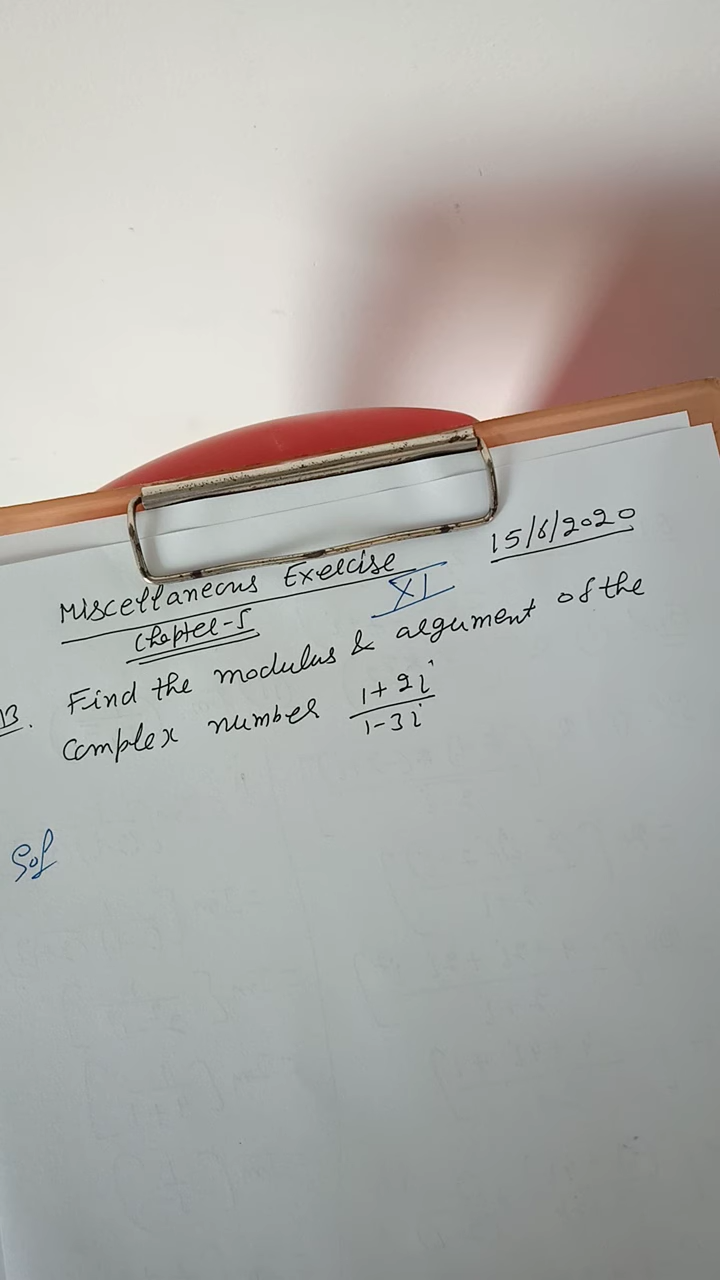 Miscellaneous Exercise 15/6/2020
Chapter-5 XI
13. Find the modulus & argument of the
Complex number 1+2i
1-3i
Sol